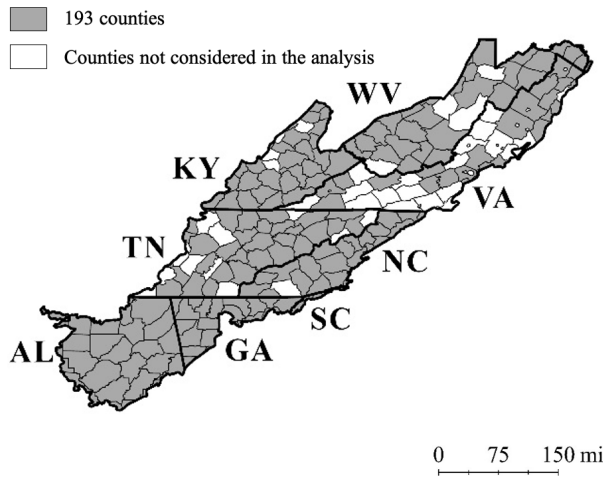 193 counties
Counties not considered in the analysis
WV
KY
VA
TN
NC
SC
AL
GA
0 75 150 mi